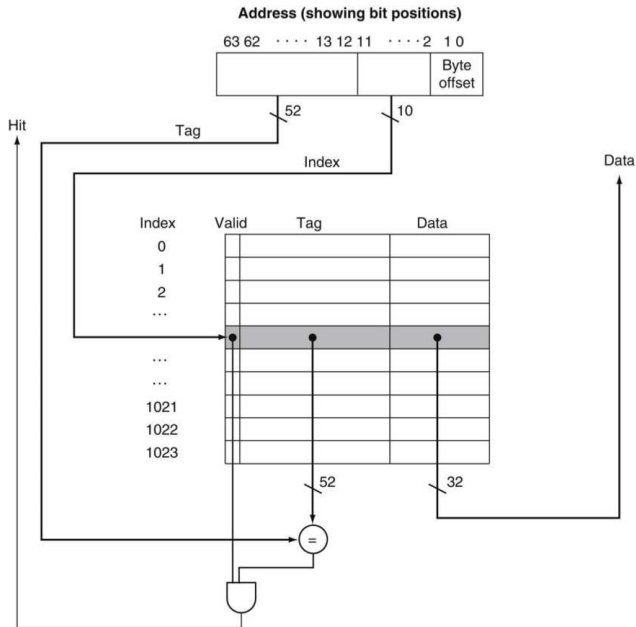 Address (showing bit positions)
63 62 · · · · 13 12 11 · · · · 2 1 0
Byte
offset
52
10
Hit
Tag
Index
Data
Index Valid Tag Data
0
1
2
...
...
...
1021
1022
1023
52
32
=